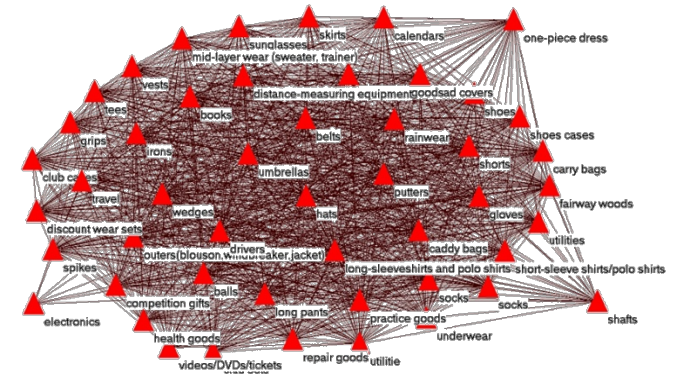 skirts
calendars
one-piece dress
sunglasses
mid-layer wear (sweater, trainer)
vests
distance-measuring equipment
goods
ad covers
tees
books
shoes
belts
rainwear
shoes cases
grips
irons
shorts
carry bags
umbrellas
club cases
travel
putters
fairway woods
wedges
hats
gloves
discount wear sets
utilities
drivers
caddy bags
outers(blouson,windbreaker,jacket)
spikes
long-sleeveshirts and polo shirts
short-sleeve shirts/polo shirts
balls
competition gifts
socks
socks
long pants
electronics
practice goods
shafts
health goods
underwear
repair goods
utilitie
videos/DVDs/tickets